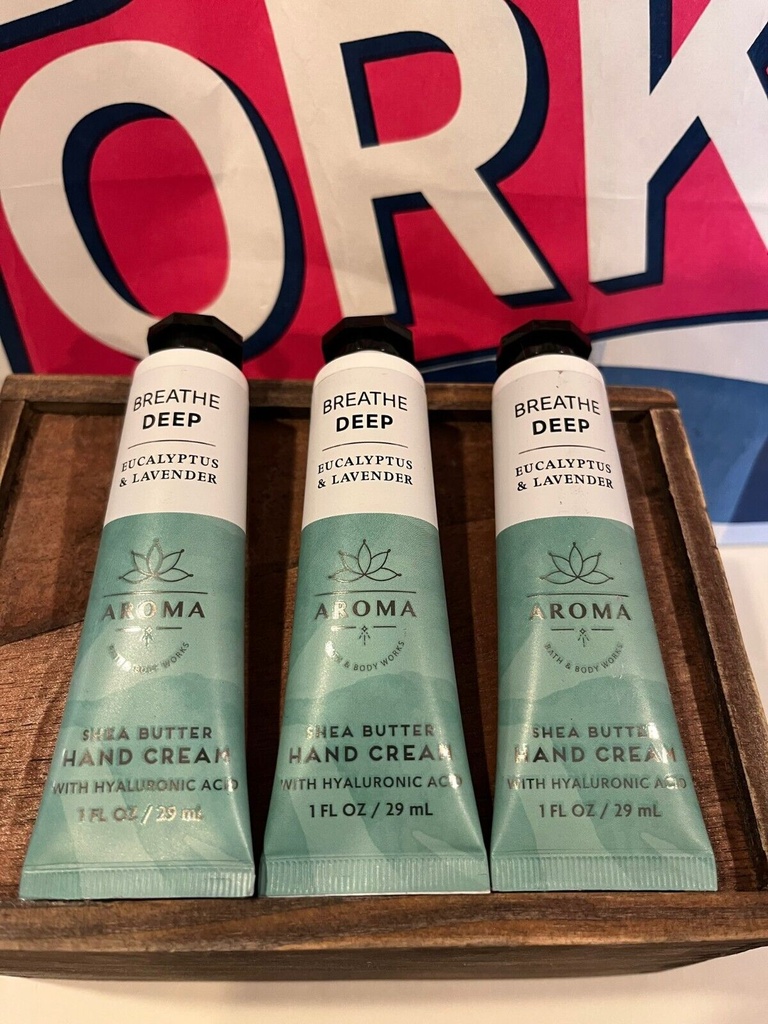 ORK
BREATHE
DEEP
EUCALYPTUS
& LAVENDER
AROMA
BATH & BODY WORKS
SHEA BUTTER
HAND CREAM
WITH HYALURONIC ACID
1 FL OZ / 29 mL
BREATHE
DEEP
EUCALYPTUS
& LAVENDER
AROMA
BATH & BODY WORKS
SHEA BUTTER
HAND CREAM
WITH HYALURONIC ACID
1 FL OZ / 29 mL
BREATHE
DEEP
EUCALYPTUS
& LAVENDER
AROMA
BATH & BODY WORKS
SHEA BUTTER
HAND CREAM
WITH HYALURONIC ACID
1 FL OZ / 29 mL